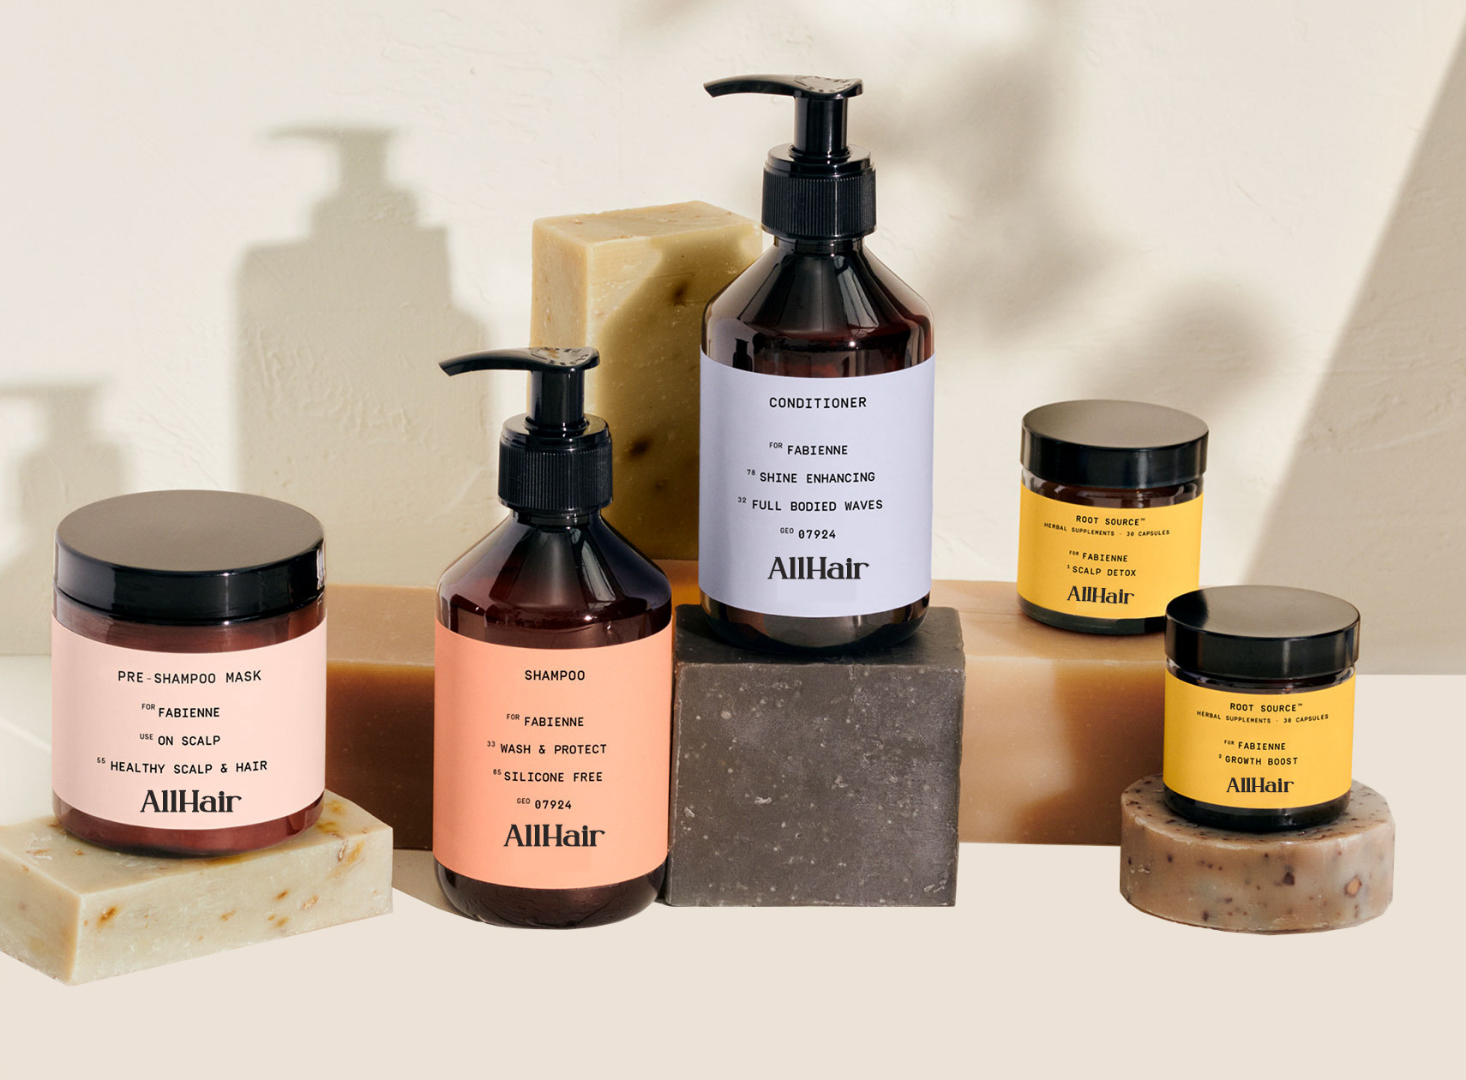 PRE-SHAMPOO MASK
FOR FABIENNE
USE ON SCALP
55 HEALTHY SCALP & HAIR
AllHair
SHAMPOO
FOR FABIENNE
33 WASH & PROTECT
85 SILICONE FREE
GEO 07924
AllHair
CONDITIONER
FOR FABIENNE
78 SHINE ENHANCING
32 FULL BODIED WAVES
GEO 07924
AllHair
ROOT SOURCE™
HERBAL SUPPLEMENTS · 30 CAPSULES
FOR FABIENNE
SCALP DETOX
AllHair
ROOT SOURCE™
HERBAL SUPPLEMENTS · 30 CAPSULES
FOR FABIENNE
GROWTH BOOST
AllHair